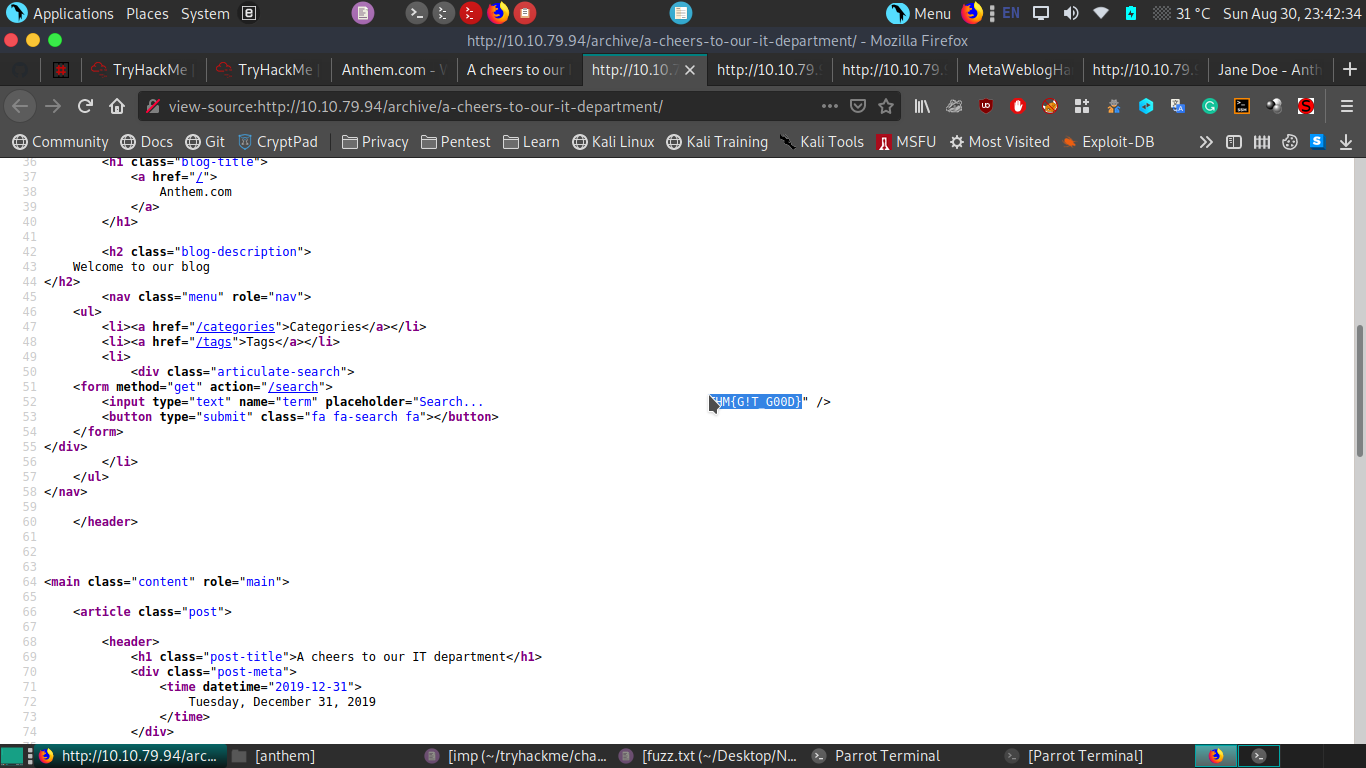 Applications Places System Menu EN 31 °C Sun Aug 30, 23:42:34
http://10.10.79.94/archive/a-cheers-to-our-it-department/ - Mozilla Firefox
TryHackMe TryHackMe Anthem.com - A cheers to our http://10.10.7 http://10.10.79. http://10.10.79. MetaWeblogHa http://10.10.79. Jane Doe - Anth
view-source:http://10.10.79.94/archive/a-cheers-to-our-it-department/
Community Docs Git CryptPad Privacy Pentest Learn Kali Linux Kali Training Kali Tools MSFU Most Visited Exploit-DB
36 <h1 class="blog-title">
37 <a href="/">
38 Anthem.com
39 </a>
40 </h1>
41
42 <h2 class="blog-description">
43 Welcome to our blog
44 </h2>
45 <nav class="menu" role="nav">
46 <ul>
47 <li><a href="/categories">Categories</a></li>
48 <li><a href="/tags">Tags</a></li>
49 <li>
50 <div class="articulate-search">
51 <form method="get" action="/search">
52 <input type="text" name="term" placeholder="Search... THM{G!T_G00D}" />
53 <button type="submit" class="fa fa-search fa"></button>
54 </form>
55 </div>
56 </li>
57 </ul>
58 </nav>
59
60 </header>
61
62
63
64 <main class="content" role="main">
65
66 <article class="post">
67
68 <header>
69 <h1 class="post-title">A cheers to our IT department</h1>
70 <div class="post-meta">
71 <time datetime="2019-12-31">
72 Tuesday, December 31, 2019
73 </time>
74 </div>
http://10.10.79.94/arc... [anthem] [imp (~/tryhackme/cha... [fuzz.txt (~/Desktop/N... Parrot Terminal [Parrot Terminal]